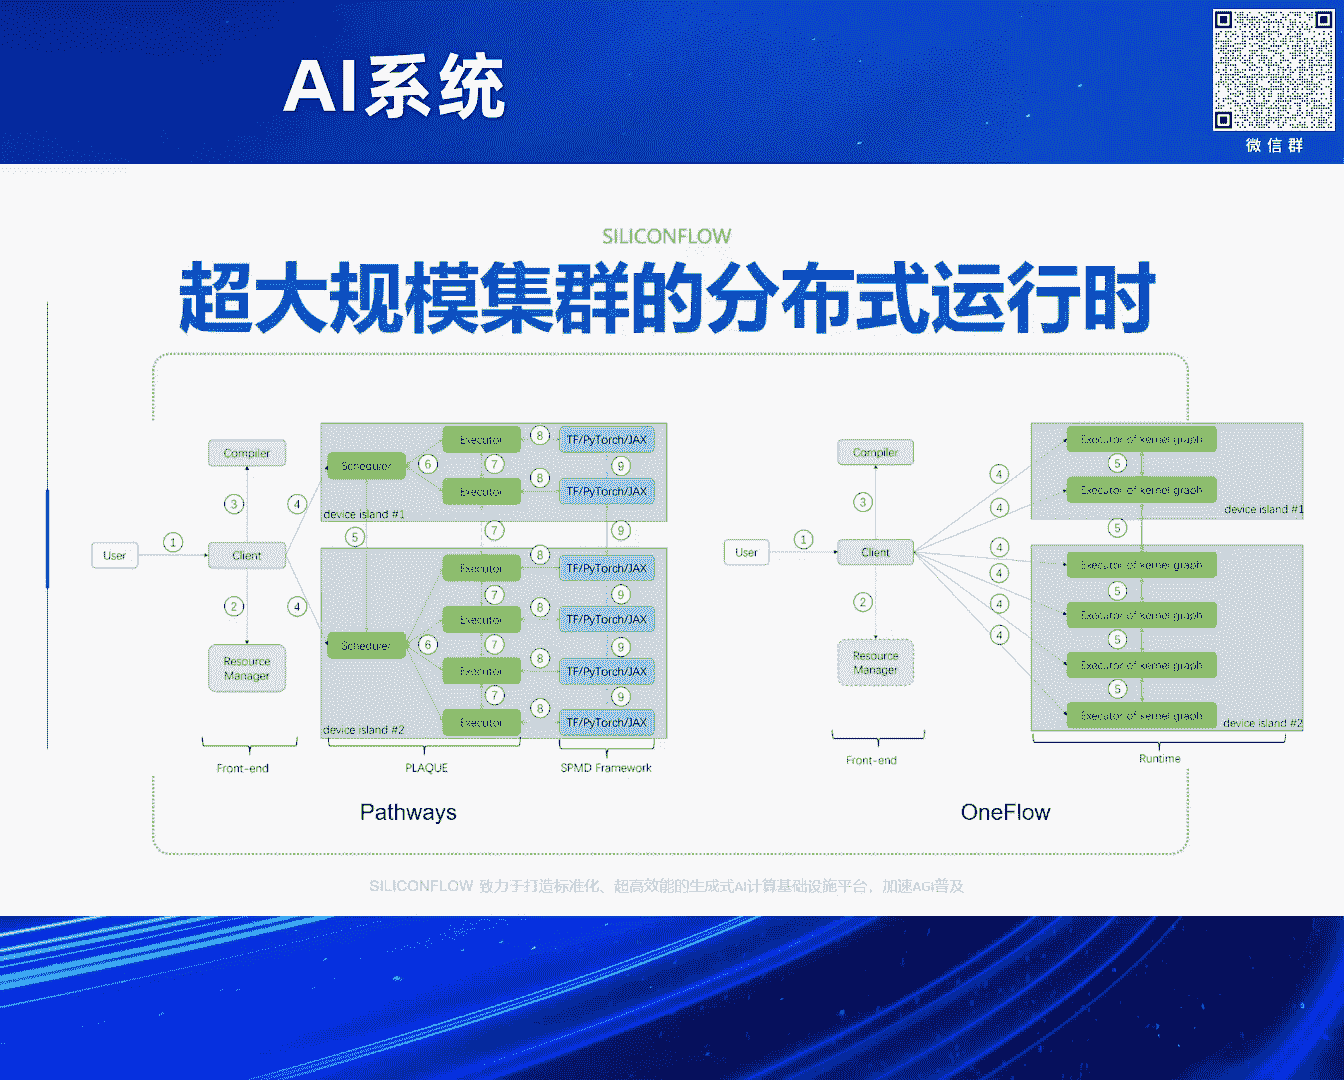 AI系统
微信群
SILICONFLOW
超大规模集群的分布式运行时
Compiler
3
User
1
Client
2
Resource
Manager
4
4
Scheduler
5
Scheduler
6
6
Executor
7
Executor
7
Executor
7
Executor
7
Executor
7
Executor
8
8
8
8
8
8
TF/PyTorch/JAX
9
TF/PyTorch/JAX
9
TF/PyTorch/JAX
9
TF/PyTorch/JAX
9
TF/PyTorch/JAX
9
TF/PyTorch/JAX
device island #1
device island #2
Front-end
PLAQUE
SPMD Framework
Pathways
Compiler
3
User
1
Client
2
Resource
Manager
4
4
4
4
4
4
Executor of kernel graph
5
Executor of kernel graph
device island #1
5
Executor of kernel graph
5
Executor of kernel graph
5
Executor of kernel graph
5
Executor of kernel graph
device island #2
Front-end
Runtime
OneFlow
SILICONFLOW 致力于打造标准化、超高效能的生成式AI计算基础设施平台，加速AGI普及